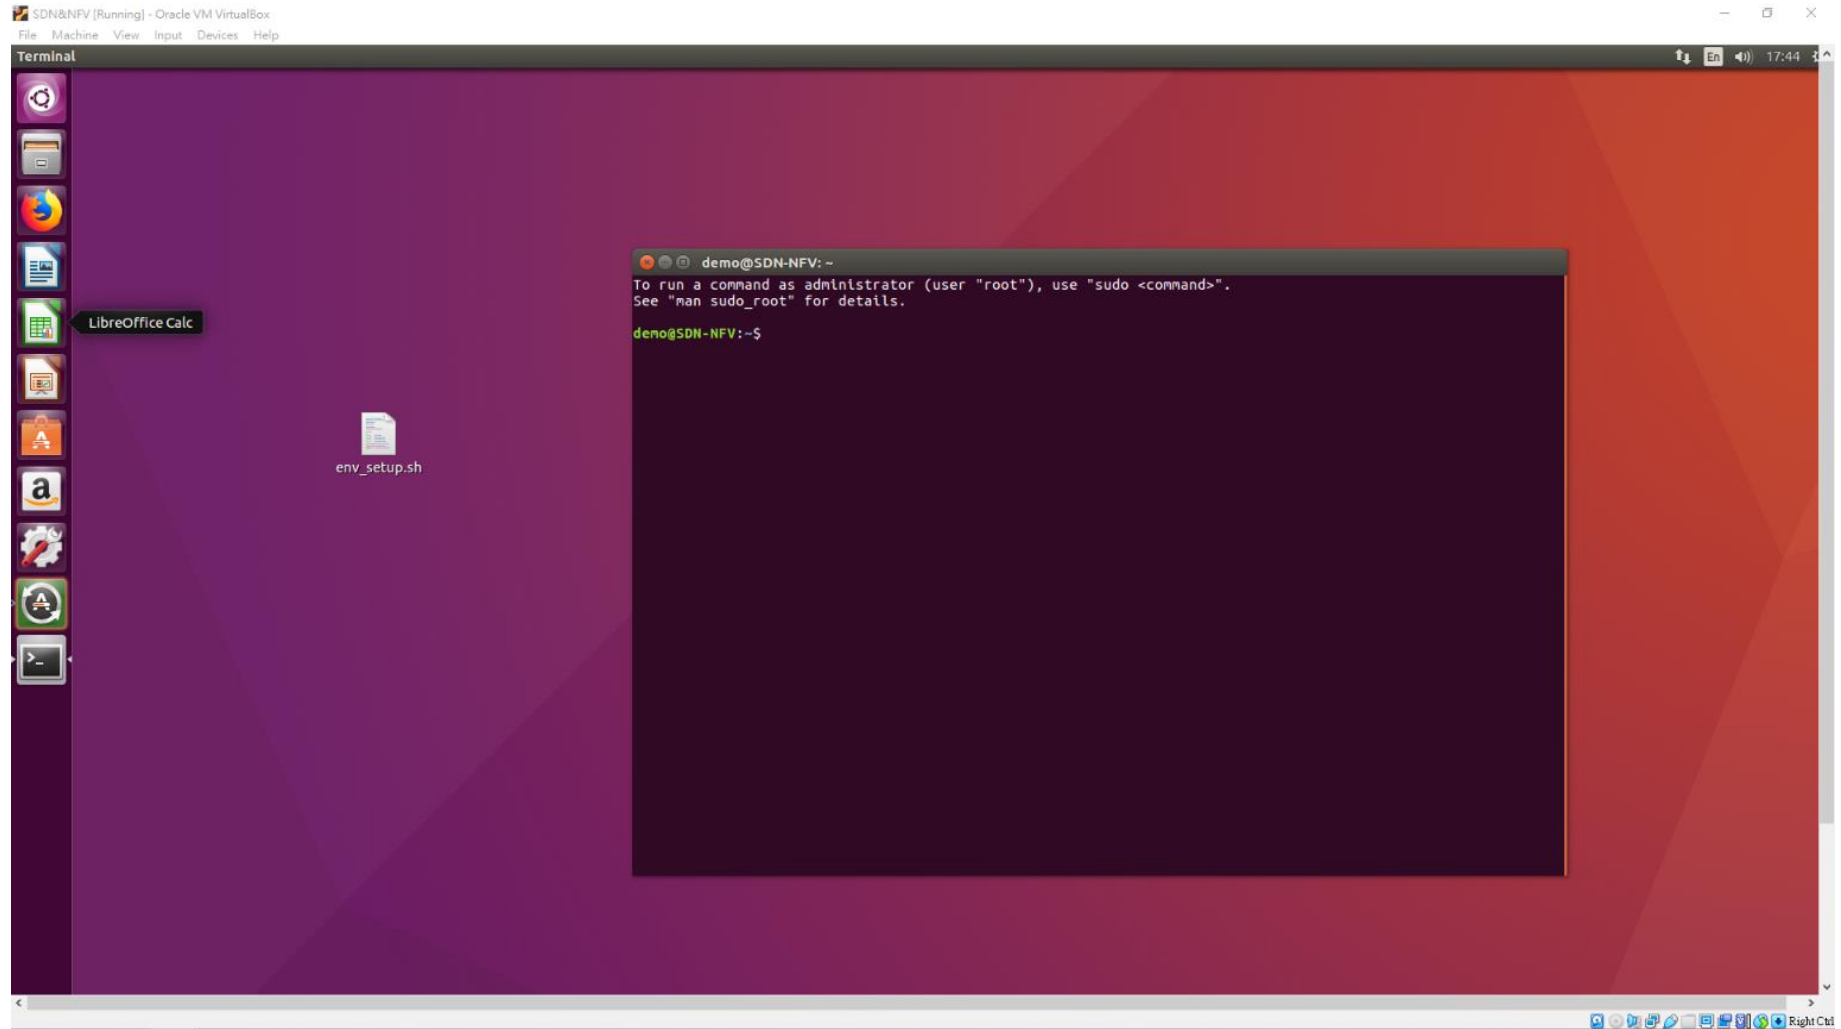 SDN&NFV [Running] - Oracle VM VirtualBox
File Machine View Input Devices Help
Terminal
En 17:44
LibreOffice Calc
demo@SDN-NFV: ~
To run a command as administrator (user "root"), use "sudo <command>".
See "man sudo_root" for details.
demo@SDN-NFV:~$
env_setup.sh
a
Right Ctrl